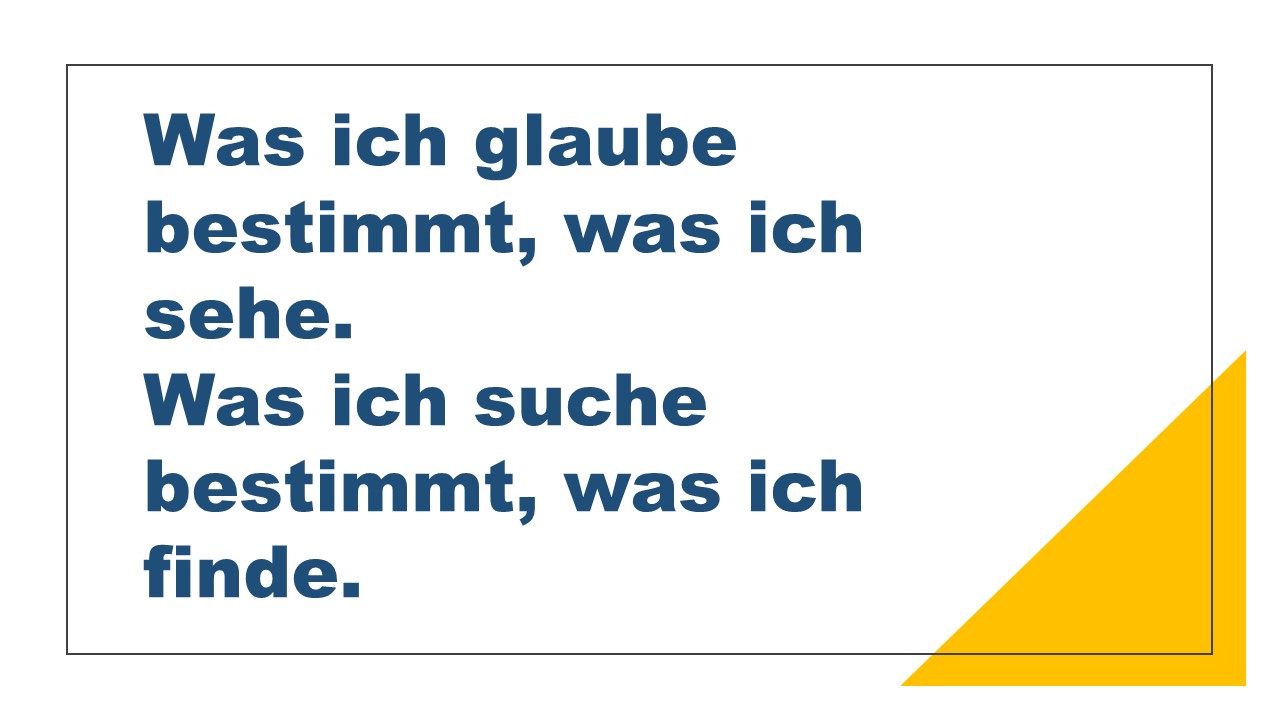 Was ich glaube
bestimmt, was ich
sehe.
Was ich suche
bestimmt, was ich
finde.